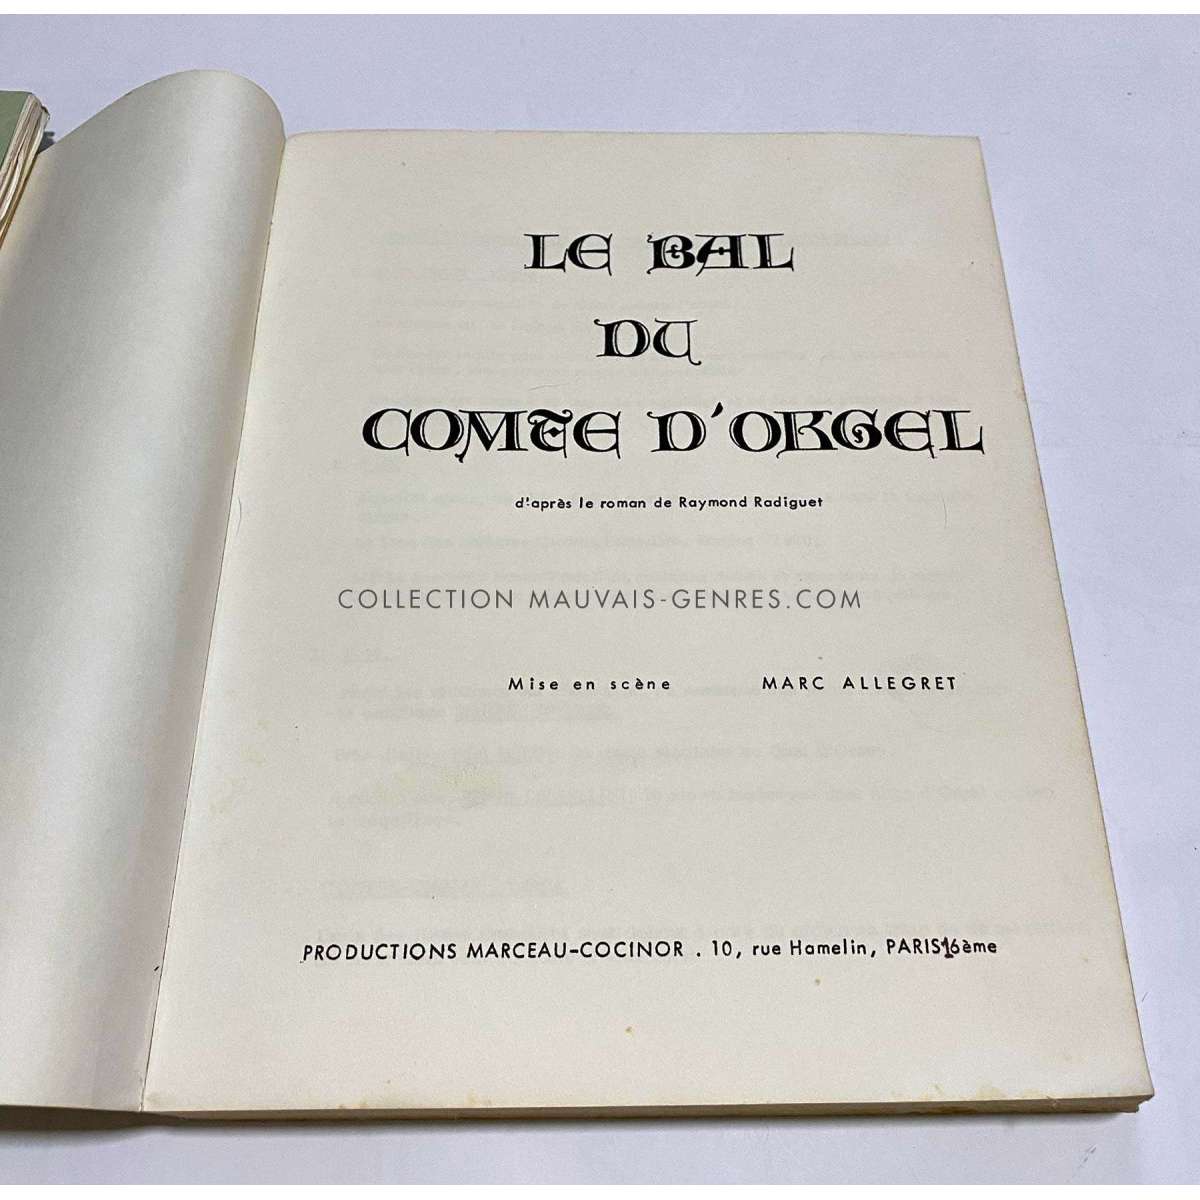 LE BAL
DU
COMTE D'ORGEL
d'après le roman de Raymond Radiguet
COLLECTION MAUVAIS-GENRES.COM
Mise en scène MARC ALLEGRET
PRODUCTIONS MARCEAU-COCINOR . 10, rue Hamelin, PARIS 16ème